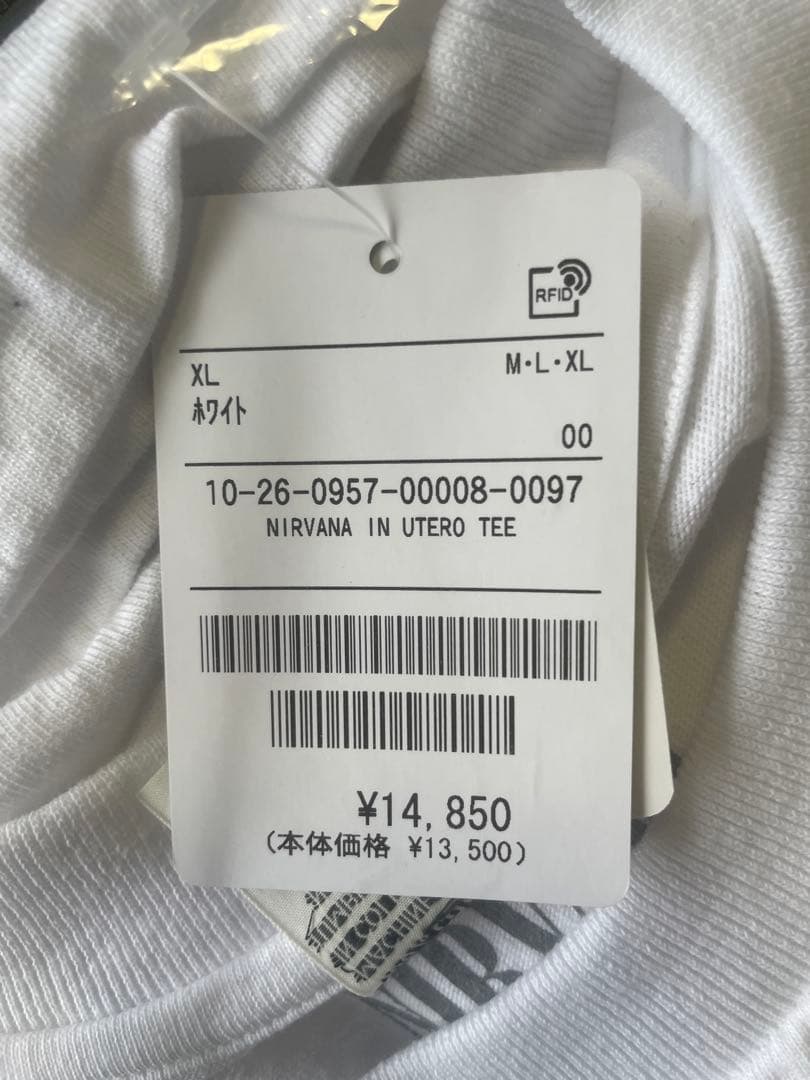 RFID
XL M・L・XL
ホワイト
00
10-26-0957-00008-0097
NIRVANA IN UTERO TEE
¥14,850
(本体価格 ¥13,500)